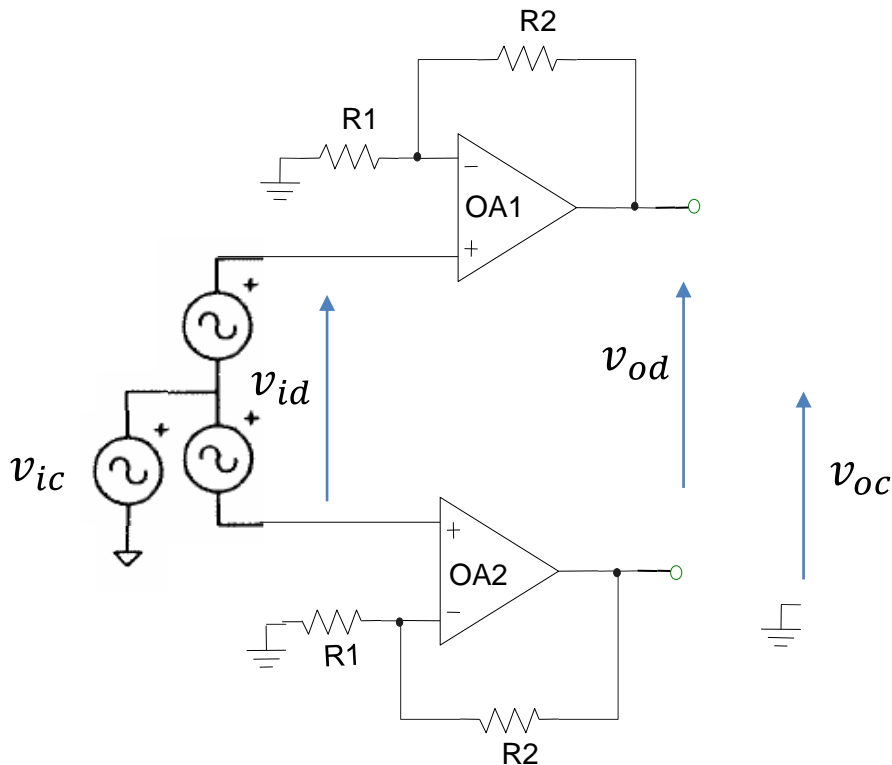 R2
R1
−
OA1
+
+
v_id
v_od
+
+
v_ic
v_oc
+
OA2
−
R1
R2